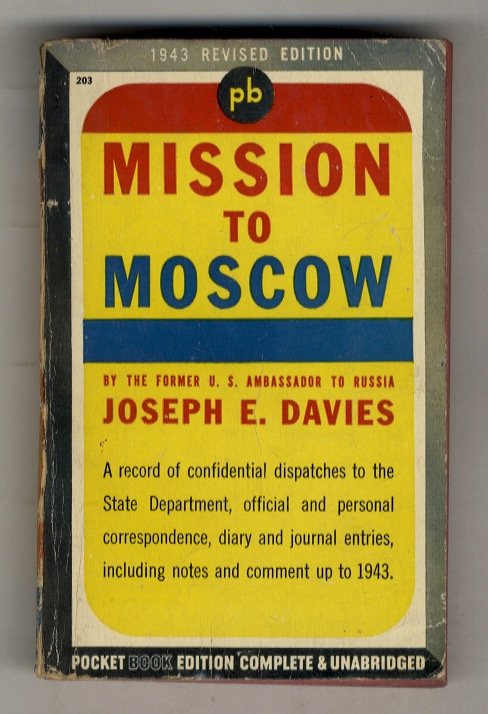 1943 REVISED EDITION
203
pb
MISSION
TO
MOSCOW
BY THE FORMER U. S. AMBASSADOR TO RUSSIA
JOSEPH E. DAVIES
A record of confidential dispatches to the
State Department, official and personal
correspondence, diary and journal entries,
including notes and comment up to 1943.
POCKET BOOK EDITION COMPLETE & UNABRIDGED